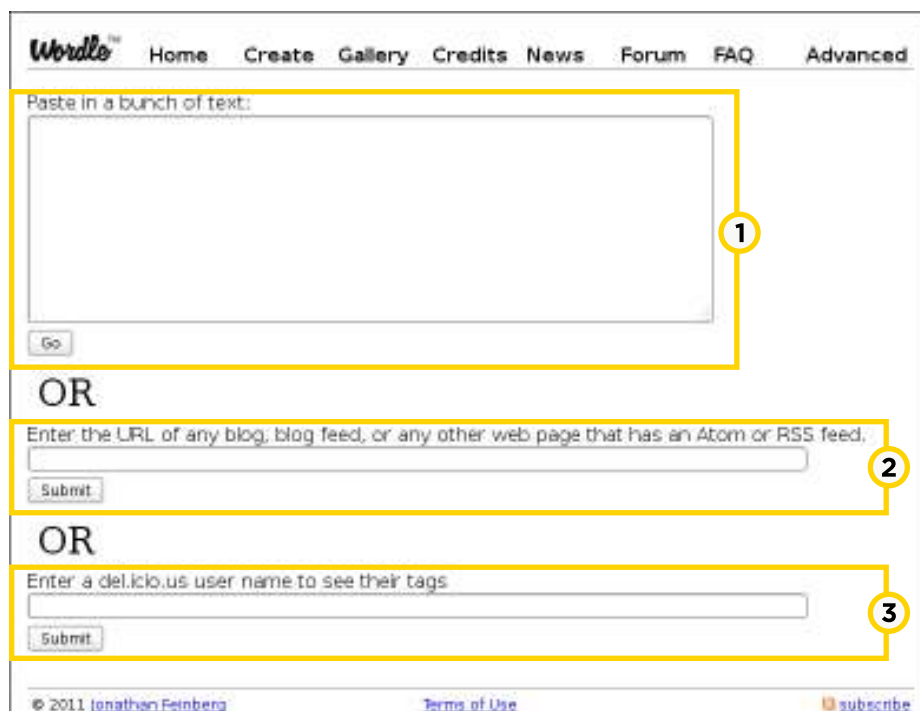 Wordle™ Home Create Gallery Credits News Forum FAQ Advanced
Paste in a bunch of text:
1
Go
OR
Enter the URL of any blog, blog feed, or any other web page that has an Atom or RSS feed.
2
Submit
OR
Enter a del.icio.us user name to see their tags
3
Submit
© 2011 Jonathan Feinberg Terms of Use subscribe